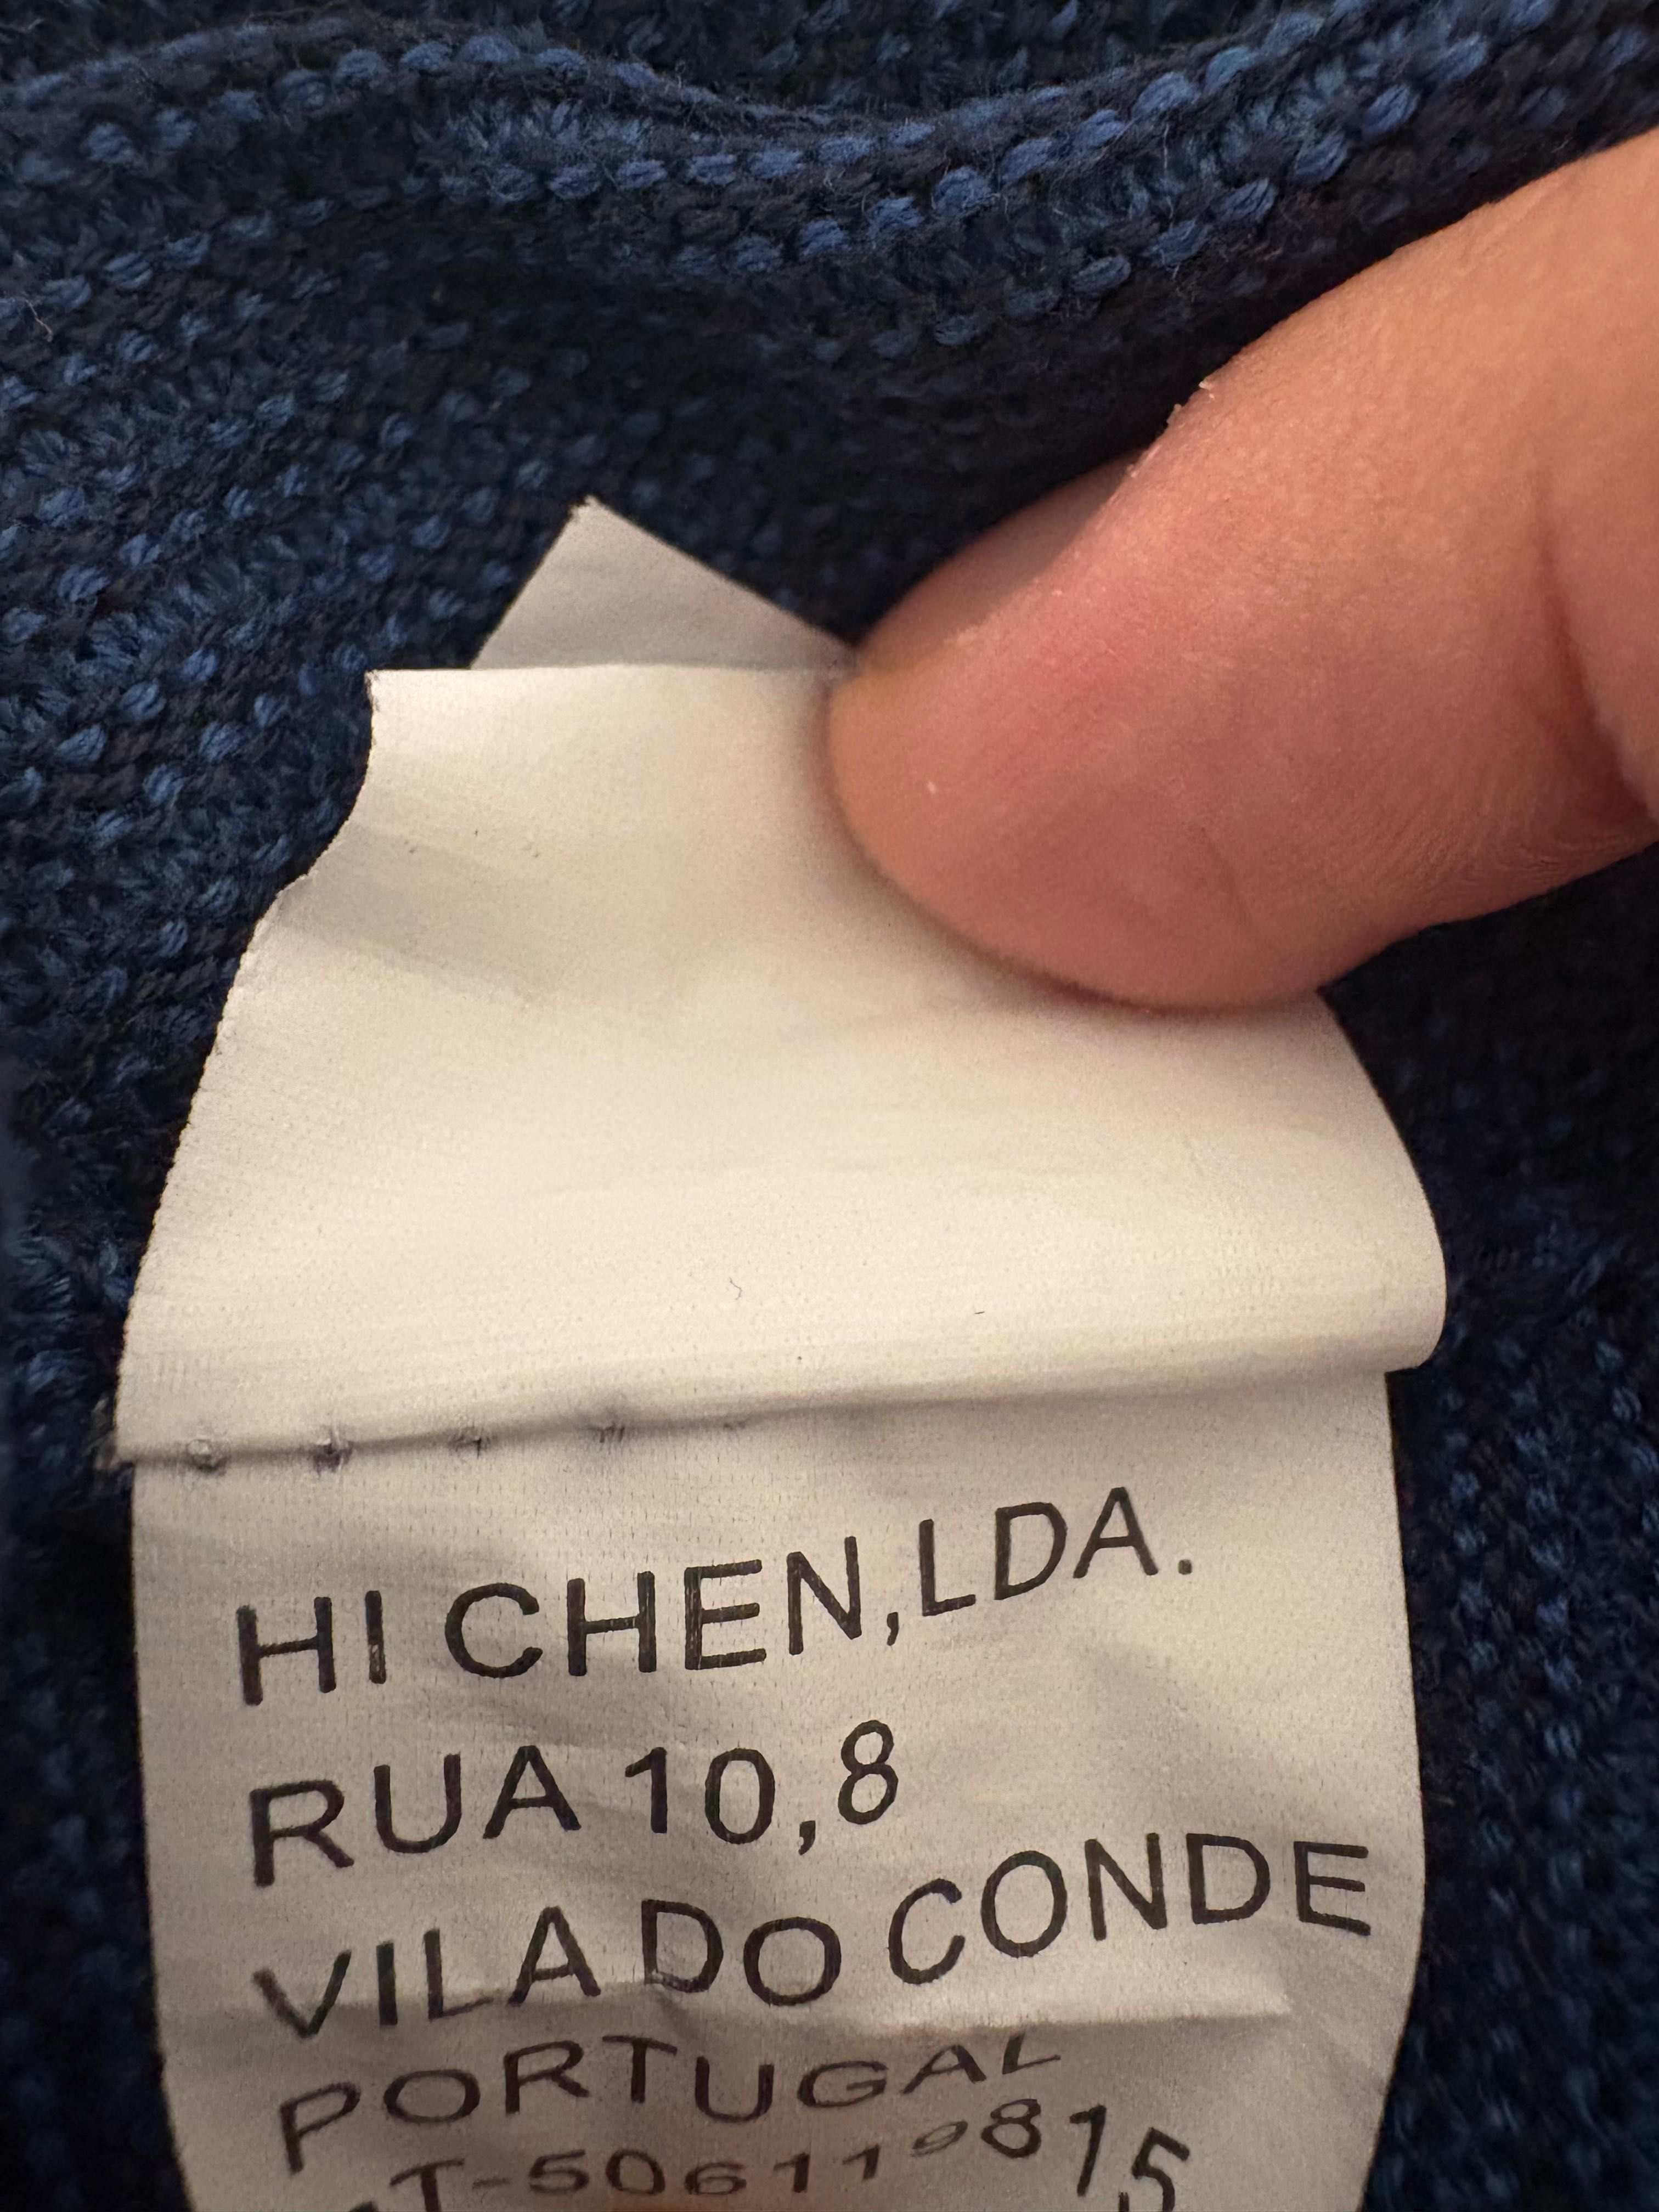 HI CHEN,LDA.
RUA 10,8
VILA DO CONDE
PORTUGAL